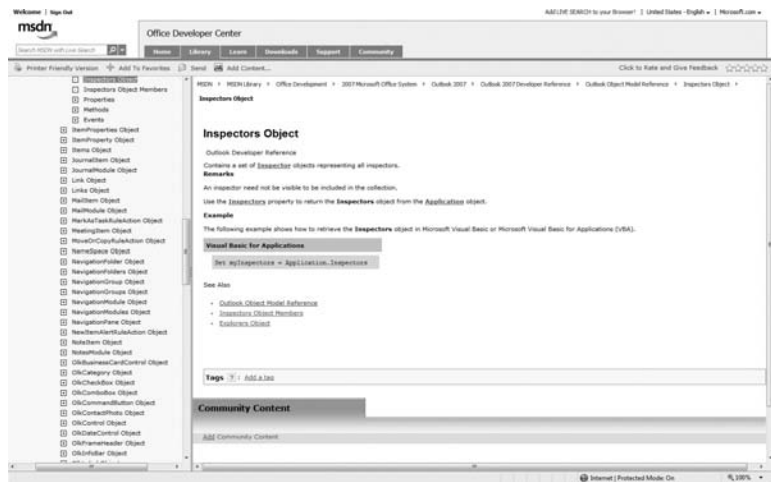 Welcome | Sign Out
Add LIVE SEARCH to your Browser! | United States - English | Microsoft.com
msdn
Office Developer Center
Search MSDN with Live Search
Home Library Learn Downloads Support Community
Printer Friendly Version Add To Favorites Send Add Content...
Click to Rate and Give Feedback
Inspectors Object
Inspectors Object Members
Properties
Methods
Events
ItemProperties Object
ItemProperty Object
Items Object
JournalItem Object
JournalModule Object
Link Object
Links Object
MailItem Object
MailModule Object
MarkAsTaskRuleAction Object
MeetingItem Object
MoveOrCopyRuleAction Object
NameSpace Object
NavigationFolder Object
NavigationFolders Object
NavigationGroup Object
NavigationGroups Object
NavigationModule Object
NavigationModules Object
NavigationPane Object
NewItemAlertRuleAction Object
NoteItem Object
NotesModule Object
OlkBusinessCardControl Object
OlkCategory Object
OlkCheckBox Object
OlkComboBox Object
OlkCommandButton Object
OlkContactPhoto Object
OlkControl Object
OlkDateControl Object
OlkFrameHeader Object
OlkInfoBar Object
MSDN > MSDN Library > Office Development > 2007 Microsoft Office System > Outlook 2007 > Outlook 2007 Developer Reference > Outlook Object Model Reference > Inspectors Object >
Inspectors Object
Inspectors Object
Outlook Developer Reference
Contains a set of Inspector objects representing all inspectors.
Remarks
An inspector need not be visible to be included in the collection.
Use the Inspectors property to return the Inspectors object from the Application object.
Example
The following example shows how to retrieve the Inspectors object in Microsoft Visual Basic or Microsoft Visual Basic for Applications (VBA).
Visual Basic for Applications
Set myInspectors = Application.Inspectors
See Also
Outlook Object Model Reference
Inspectors Object Members
Explorers Object
Tags ? : Add a tag
Community Content
Add Community Content
Internet | Protected Mode: On
100%